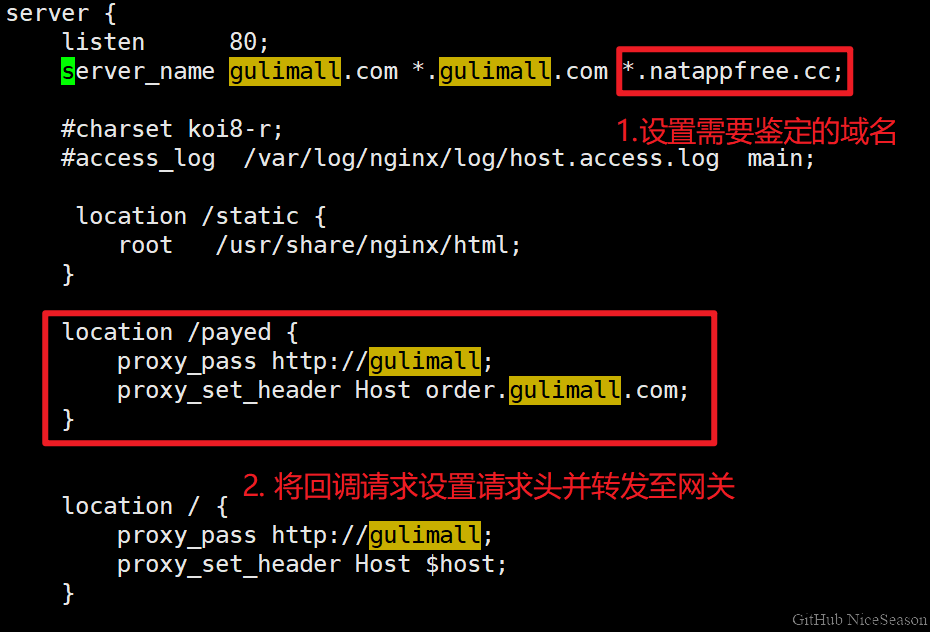 server {
    listen      80;
    server_name gulimall.com *.gulimall.com *.natappfree.cc;
1.设置需要鉴定的域名
    #charset koi8-r;
    #access_log  /var/log/nginx/log/host.access.log  main;
     location /static {
        root   /usr/share/nginx/html;
    }
    location /payed {
        proxy_pass http://gulimall;
        proxy_set_header Host order.gulimall.com;
    }
2. 将回调请求设置请求头并转发至网关
    location / {
        proxy_pass http://gulimall;
        proxy_set_header Host $host;
    }
GitHub NiceSeason